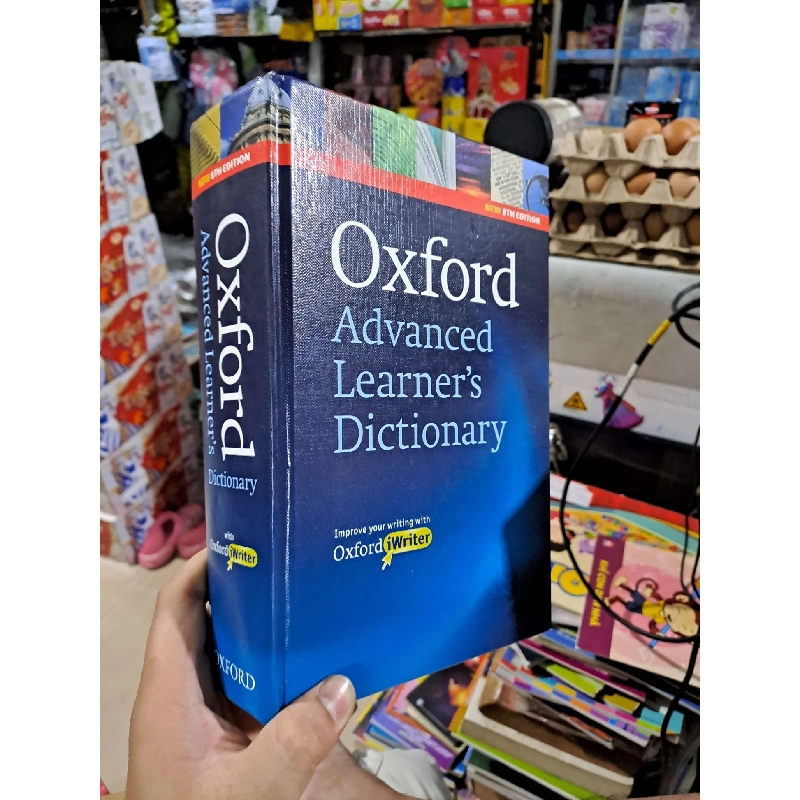 NEW 8TH EDITION
Oxford
Advanced Learner's
Dictionary
with
Oxford iWriter
OXFORD
NEW 8TH EDITION
Oxford
Advanced
Learner's
Dictionary
Improve your writing with
Oxford iWriter